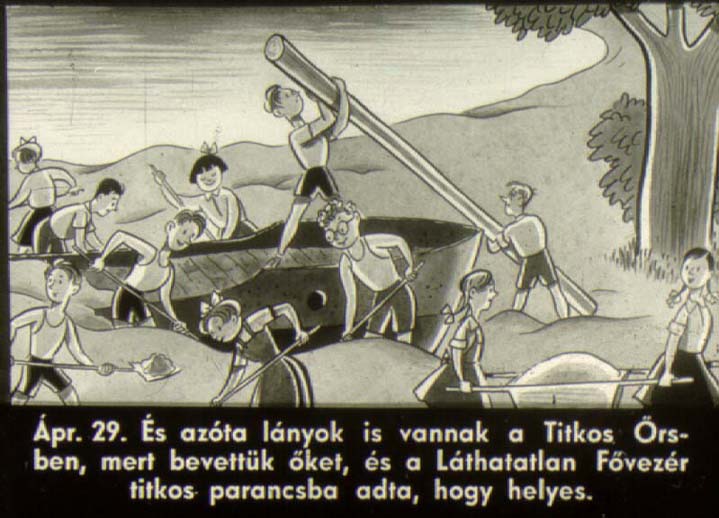 Ápr. 29. És azóta lányok is vannak a Titkos Őrs-
ben, mert bevettük őket, és a Láthatatlan Fővezér
titkos parancsba adta, hogy helyes.